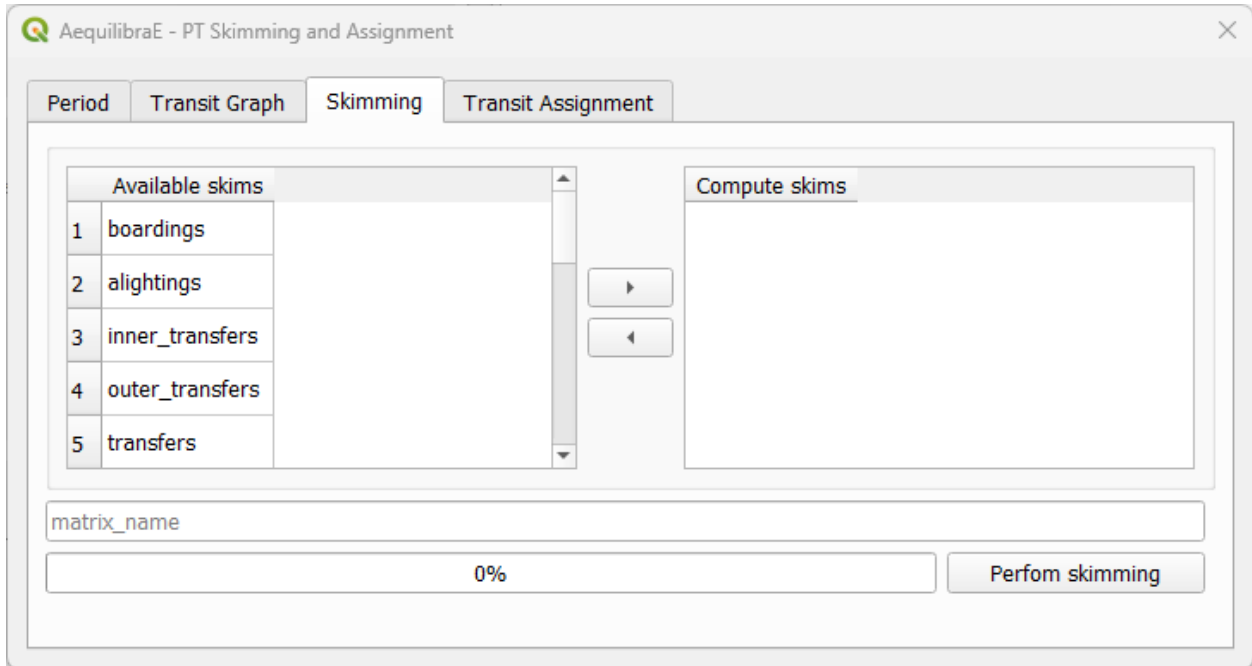 AequilibraE - PT Skimming and Assignment
Period Transit Graph Skimming Transit Assignment
Available skims
1 boardings
2 alightings
3 inner_transfers
4 outer_transfers
5 transfers
Compute skims
matrix_name
0% Perfom skimming